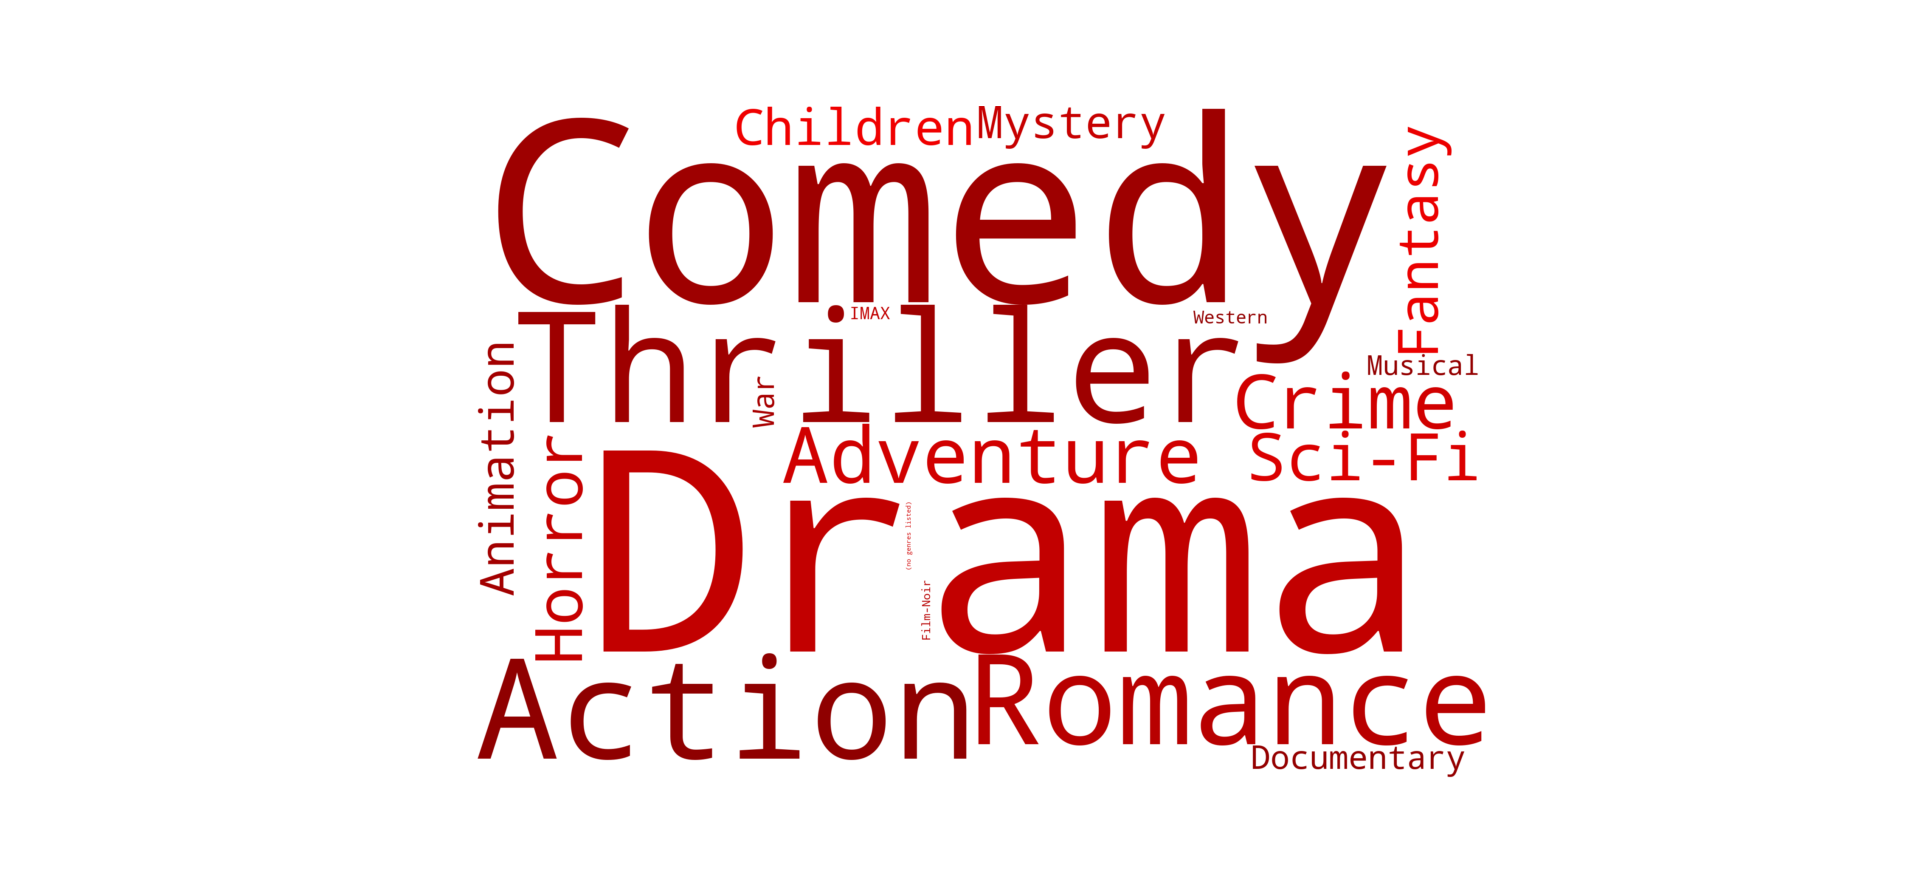 Children
Mystery
Comedy
Fantasy
Thriller
IMAX
Western
Musical
War
Crime
Animation
Horror
Adventure
Sci-Fi
Drama
(no genres listed)
Film-Noir
Action
Romance
Documentary